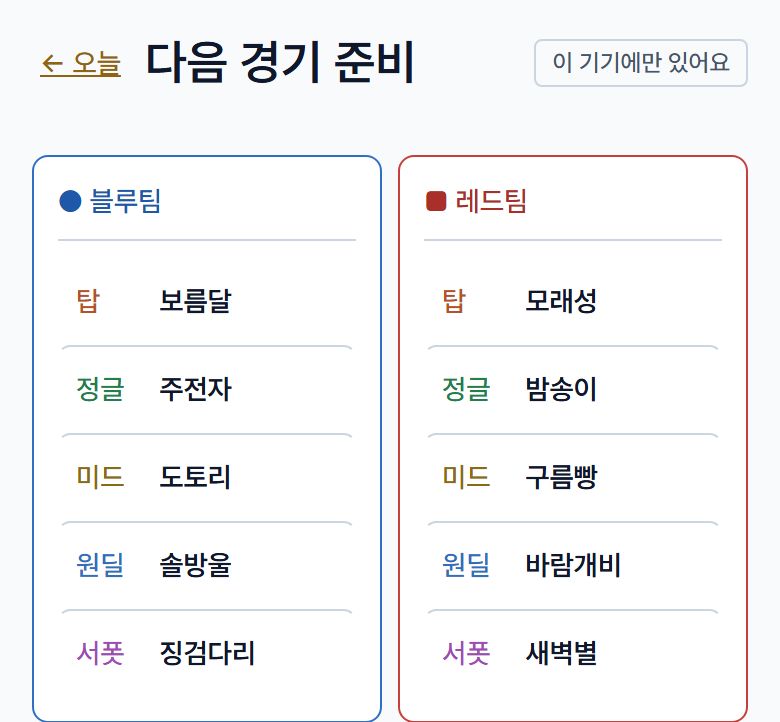 ← 오늘 다음 경기 준비 이 기기에만 있어요
블루팀
탑 보름달
정글 주전자
미드 도토리
원딜 솔방울
서폿 징검다리
레드팀
탑 모래성
정글 밤송이
미드 구름빵
원딜 바람개비
서폿 새벽별